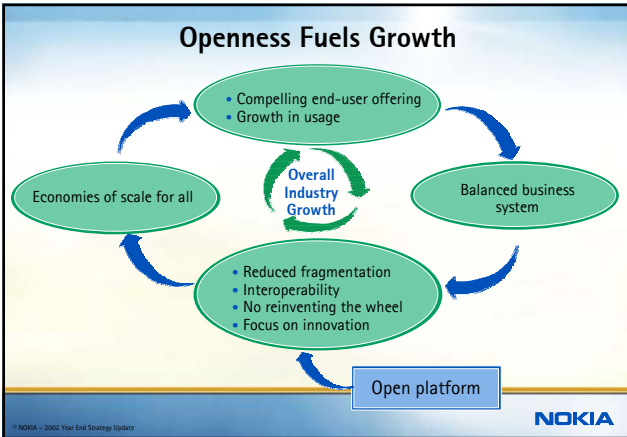 Openness Fuels Growth
• Compelling end-user offering
• Growth in usage
Economies of scale for all
Overall
Industry
Growth
Balanced business
system
• Reduced fragmentation
• Interoperability
• No reinventing the wheel
• Focus on innovation
Open platform
© NOKIA – 2002 Year End Strategy Update
NOKIA